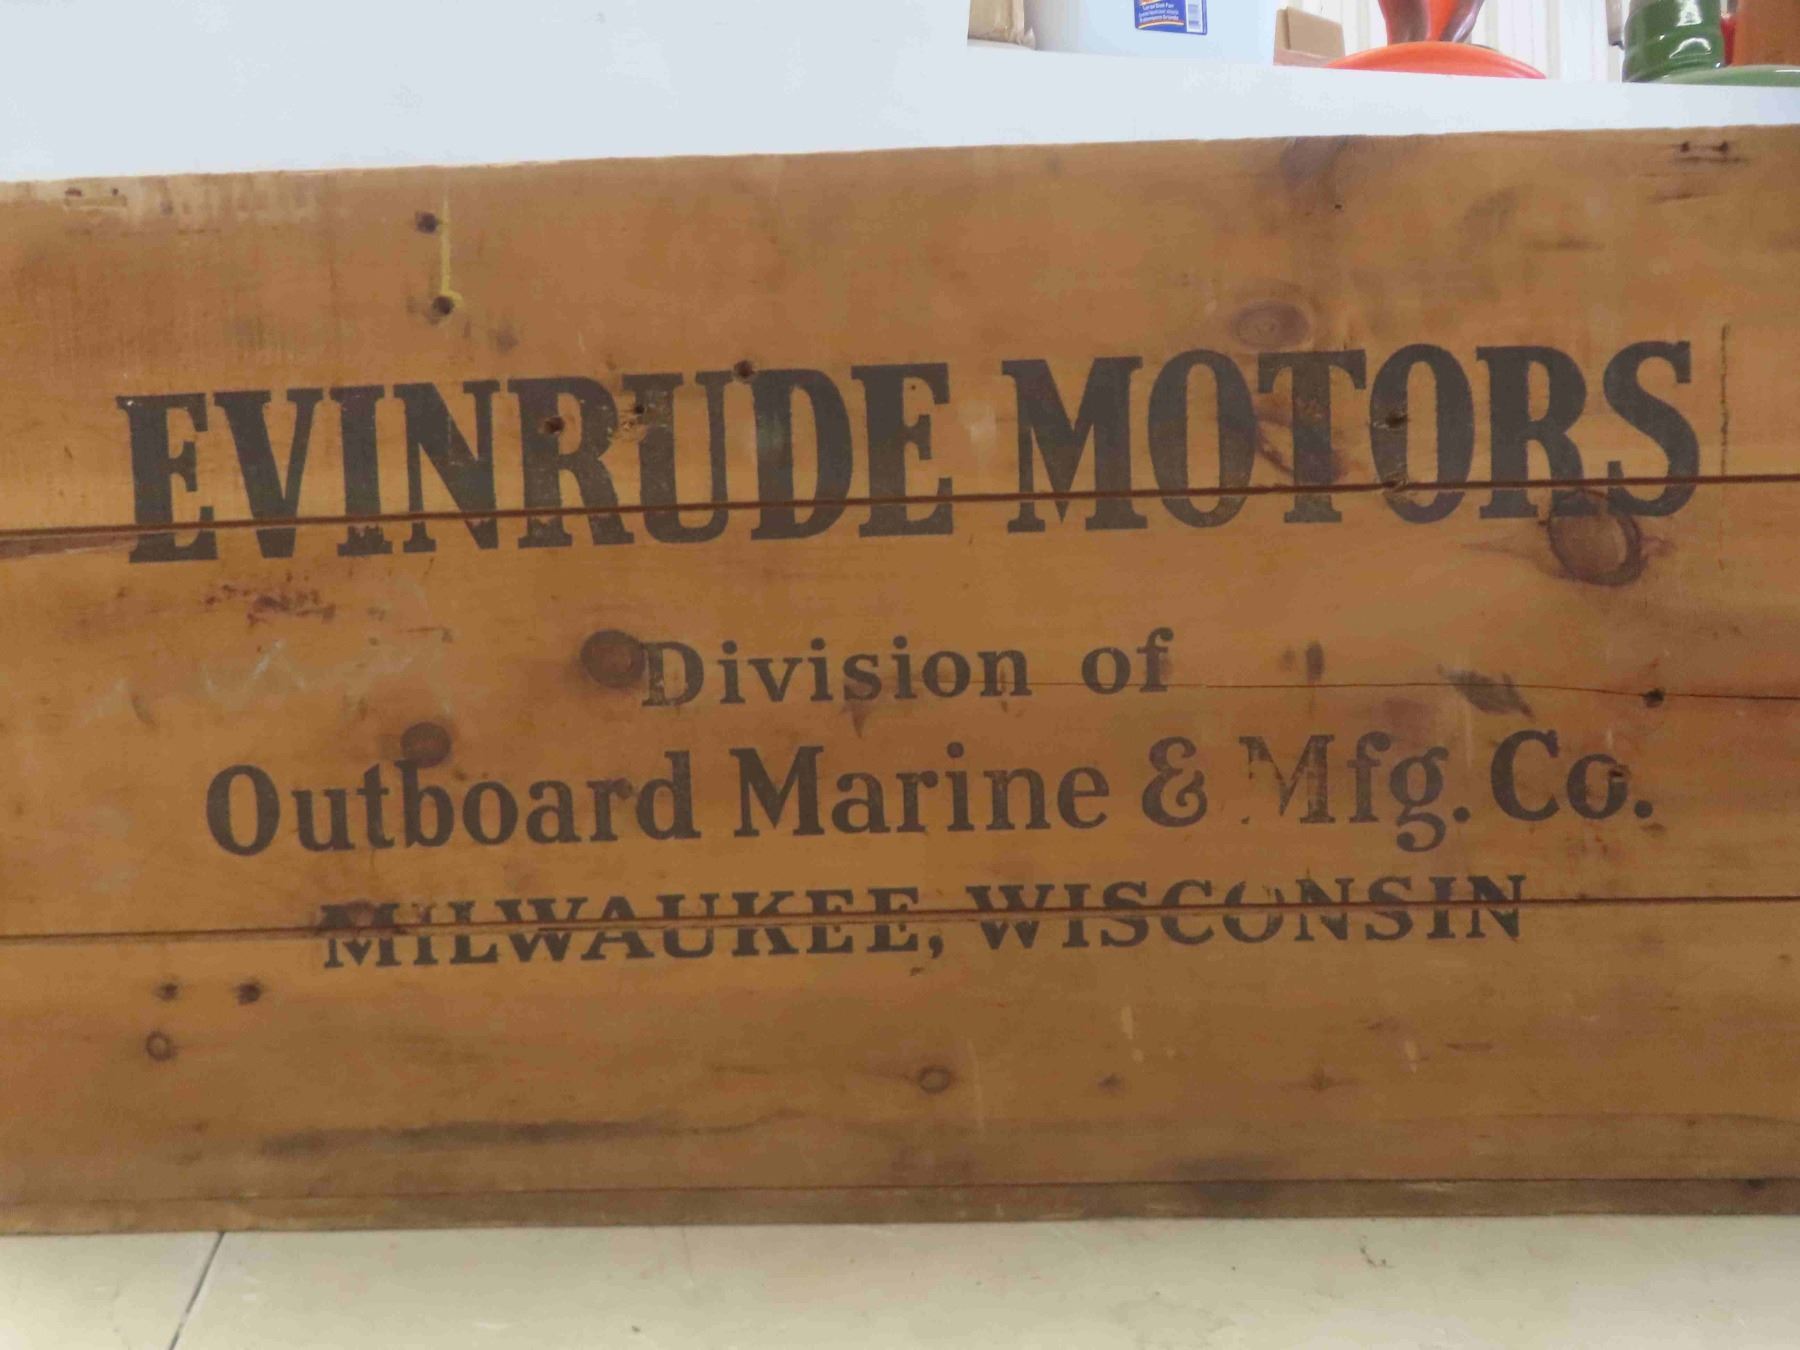 EVINRUDE MOTORS
Division of
Outboard Marine & Mfg. Co.
MILWAUKEE, WISCONSIN